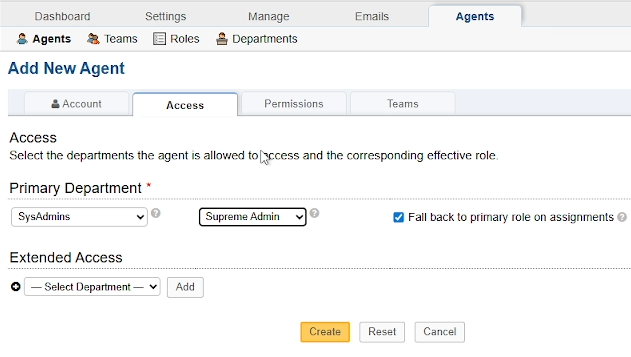 Dashboard Settings Manage Emails Agents
Agents Teams Roles Departments
Add New Agent
Account Access Permissions Teams
Access
Select the departments the agent is allowed to access and the corresponding effective role.
Primary Department *
SysAdmins Supreme Admin Fall back to primary role on assignments
Extended Access
— Select Department — Add
Create Reset Cancel